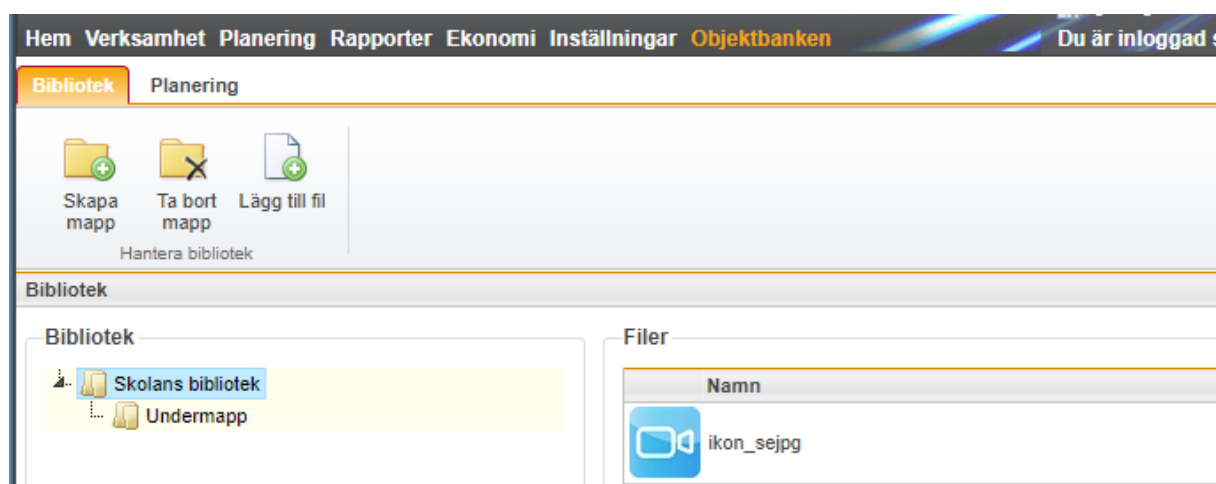 Hem Verksamhet Planering Rapporter Ekonomi Inställningar Objektbanken
Du är inloggad s
Bibliotek Planering
Skapa mapp
Ta bort mapp
Lägg till fil
Hantera bibliotek
Bibliotek
Bibliotek
Skolans bibliotek
Undermapp
Filer
Namn
ikon_sejpg